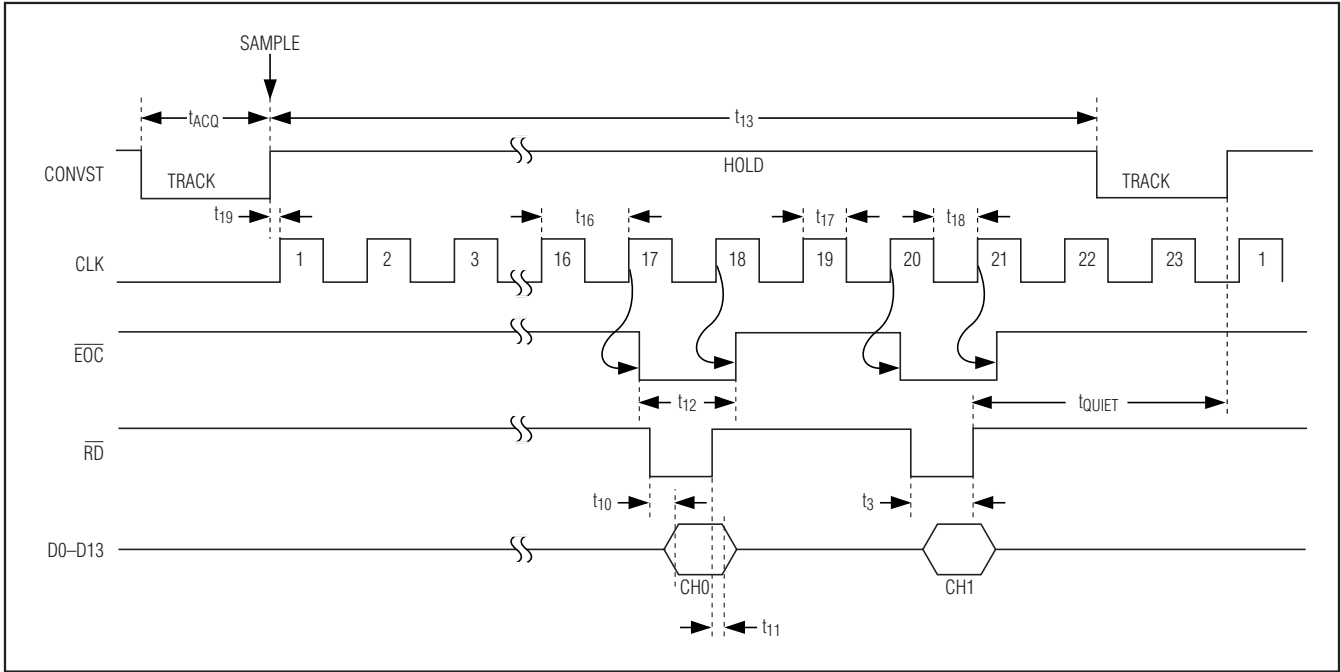 SAMPLE
tACQ
t13
CONVST
TRACK
HOLD
TRACK
t19
t16
t17
t18
CLK
1
2
3
16
17
18
19
20
21
22
23
1
EOC
t12
tQUIET
RD
t10
t3
D0–D13
CH0
CH1
t11